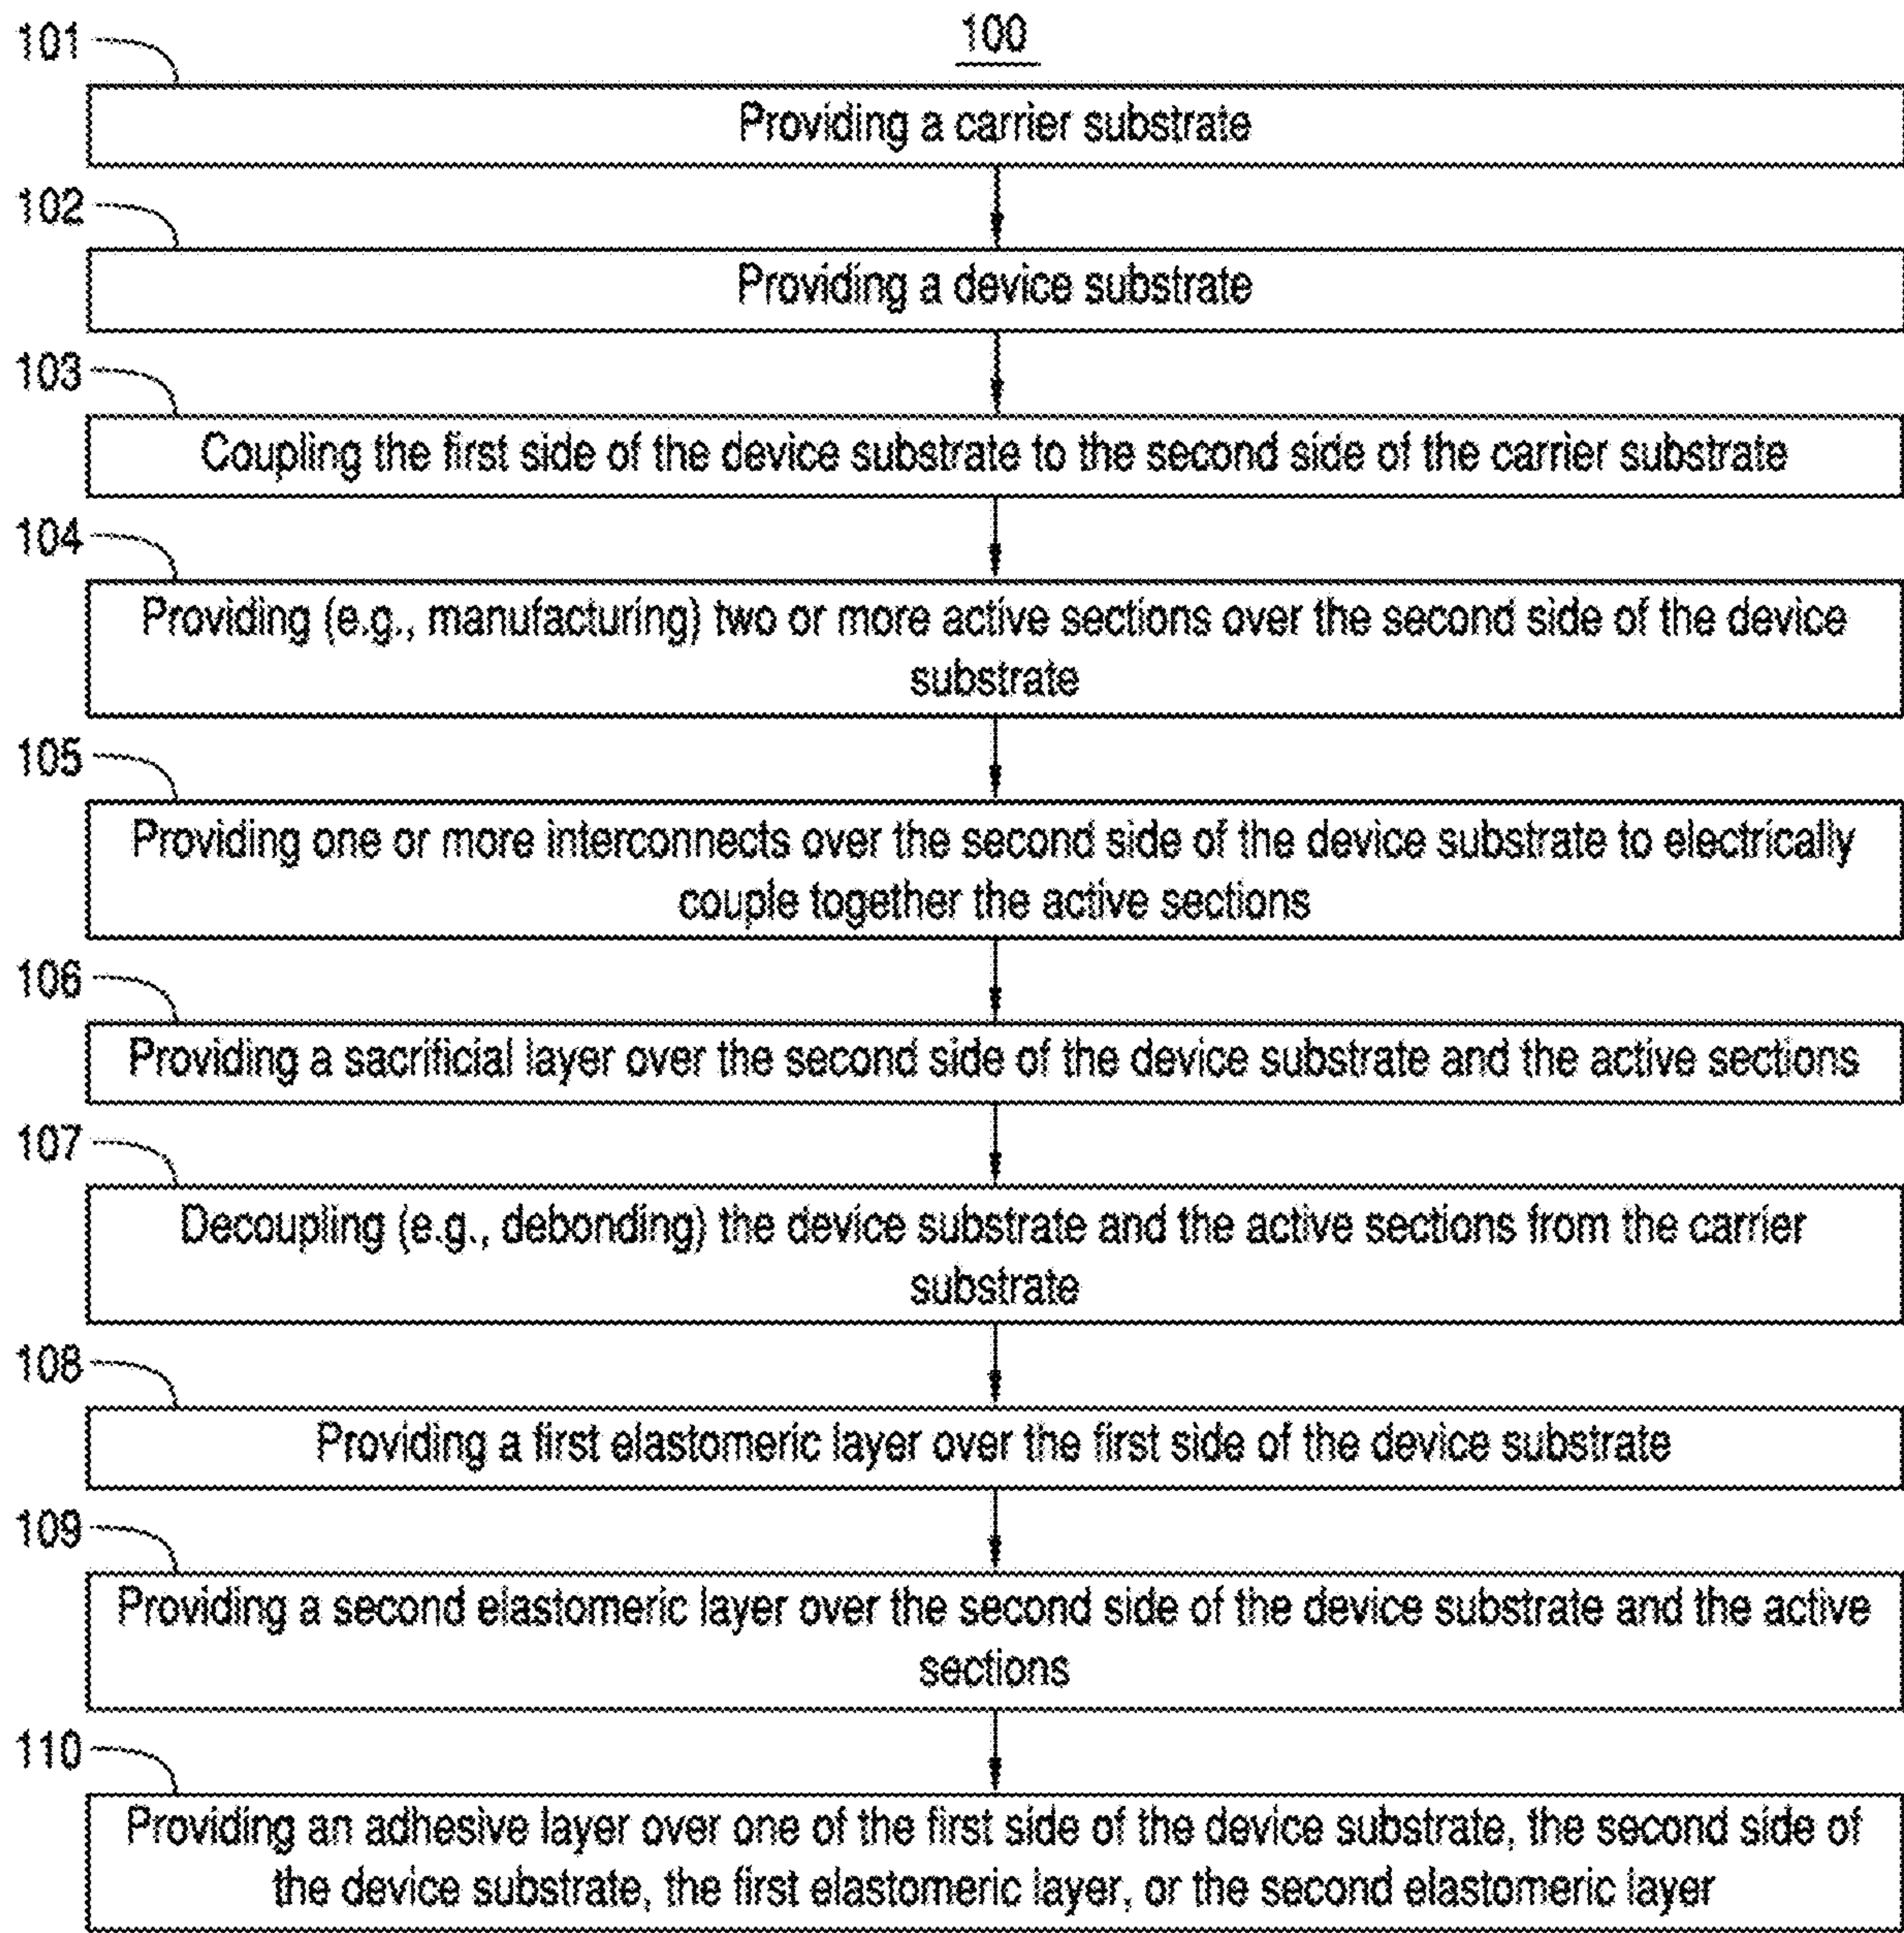 100
101
Providing a carrier substrate
102
Providing a device substrate
103
Coupling the first side of the device substrate to the second side of the carrier substrate
104
Providing (e.g., manufacturing) two or more active sections over the second side of the device
substrate
105
Providing one or more interconnects over the second side of the device substrate to electrically
couple together the active sections
106
Providing a sacrificial layer over the second side of the device substrate and the active sections
107
Decoupling (e.g., debonding) the device substrate and the active sections from the carrier
substrate
108
Providing a first elastomeric layer over the first side of the device substrate
109
Providing a second elastomeric layer over the second side of the device substrate and the active
sections
110
Providing an adhesive layer over one of the first side of the device substrate, the second side of
the device substrate, the first elastomeric layer, or the second elastomeric layer